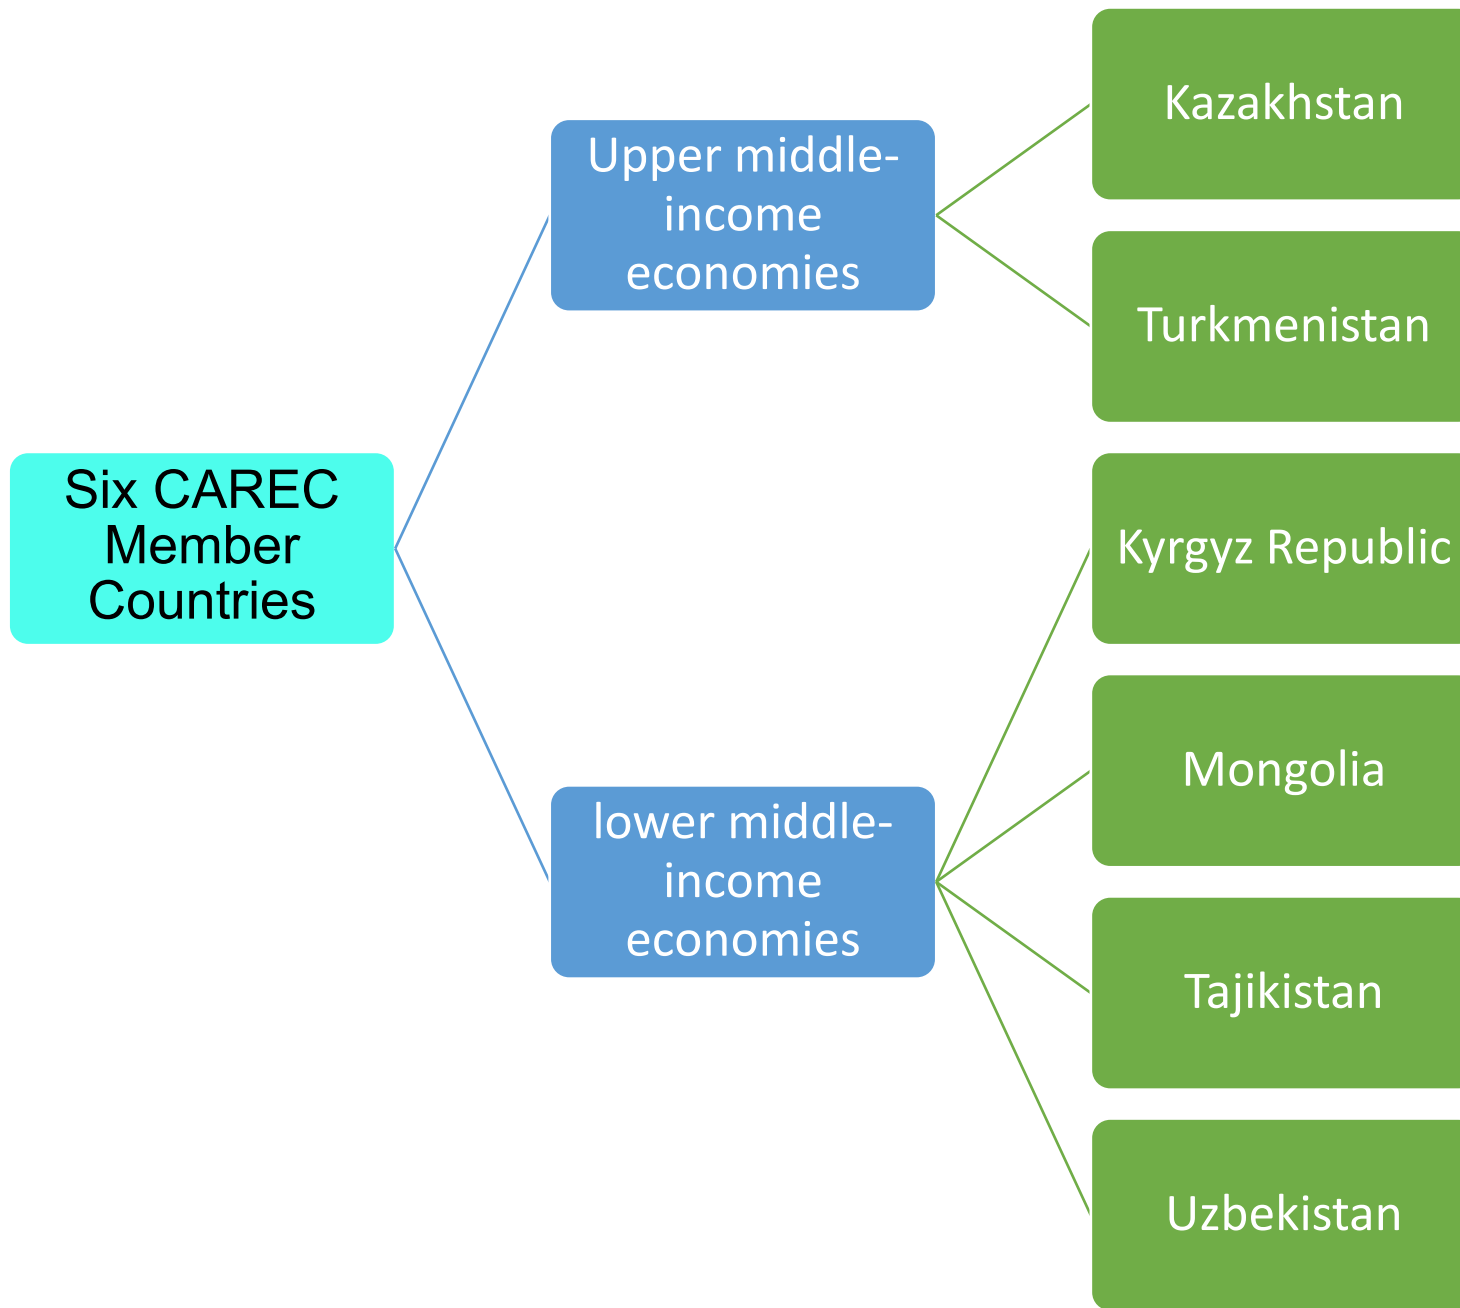 Six CAREC
Member
Countries
Upper middle-
income
economies
lower middle-
income
economies
Kazakhstan
Turkmenistan
Kyrgyz Republic
Mongolia
Tajikistan
Uzbekistan